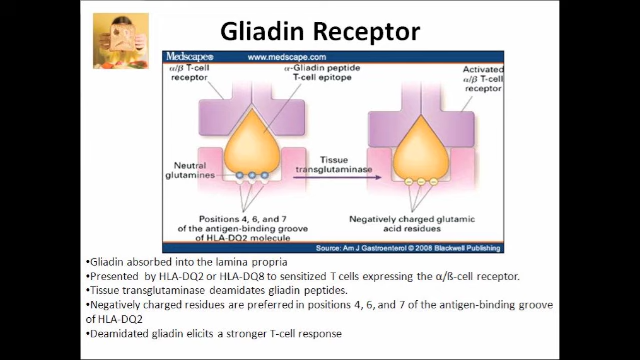 Gliadin Receptor
Medscape® www.medscape.com
α/β T-cell
receptor
α-Gliadin peptide
T-cell epitope
Activated
α/β T-cell
receptor
Neutral
glutamines
Tissue
transglutaminase
Positions 4, 6, and 7
of the antigen-binding groove
of HLA-DQ2 molecule
Negatively charged glutamic
acid residues
Source: Am J Gastroenterol © 2008 Blackwell Publishing
•Gliadin absorbed into the lamina propria
•Presented by HLA-DQ2 or HLA-DQ8 to sensitized T cells expressing the α/ß-cell receptor.
•Tissue transglutaminase deamidates gliadin peptides.
•Negatively charged residues are preferred in positions 4, 6, and 7 of the antigen-binding groove
of HLA-DQ2
•Deamidated gliadin elicits a stronger T-cell response